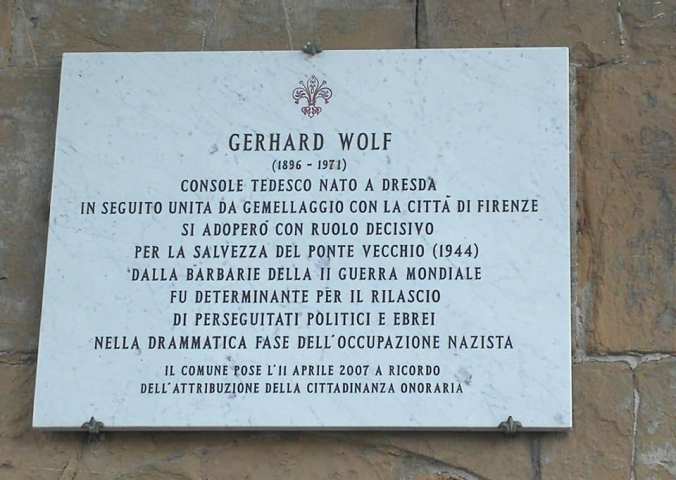 GERHARD WOLF
(1896 - 1971)
CONSOLE TEDESCO NATO A DRESDA
IN SEGUITO UNITA DA GEMELLAGGIO CON LA CITTÀ DI FIRENZE
SI ADOPERÒ CON RUOLO DECISIVO
PER LA SALVEZZA DEL PONTE VECCHIO (1944)
DALLA BARBARIE DELLA II GUERRA MONDIALE
FU DETERMINANTE PER IL RILASCIO
DI PERSEGUITATI POLITICI E EBREI
NELLA DRAMMATICA FASE DELL'OCCUPAZIONE NAZISTA
IL COMUNE POSE L'11 APRILE 2007 A RICORDO
DELL'ATTRIBUZIONE DELLA CITTADINANZA ONORARIA